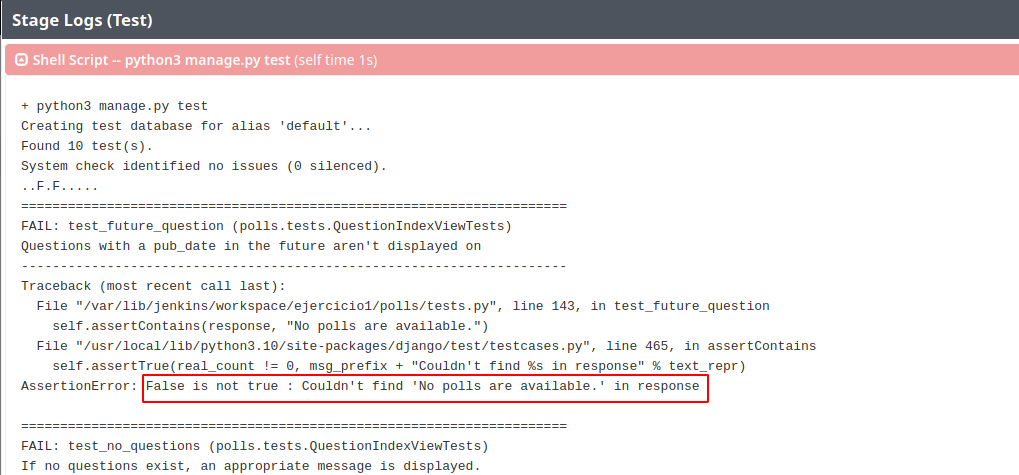 Stage Logs (Test)
Shell Script -- python3 manage.py test (self time 1s)
+ python3 manage.py test
Creating test database for alias 'default'...
Found 10 test(s).
System check identified no issues (0 silenced).
..F.F.....
======================================================================
FAIL: test_future_question (polls.tests.QuestionIndexViewTests)
Questions with a pub_date in the future aren't displayed on
----------------------------------------------------------------------
Traceback (most recent call last):
  File "/var/lib/jenkins/workspace/ejercicio1/polls/tests.py", line 143, in test_future_question
    self.assertContains(response, "No polls are available.")
  File "/usr/local/lib/python3.10/site-packages/django/test/testcases.py", line 465, in assertContains
    self.assertTrue(real_count != 0, msg_prefix + "Couldn't find %s in response" % text_repr)
AssertionError: False is not true : Couldn't find 'No polls are available.' in response
======================================================================
FAIL: test_no_questions (polls.tests.QuestionIndexViewTests)
If no questions exist, an appropriate message is displayed.